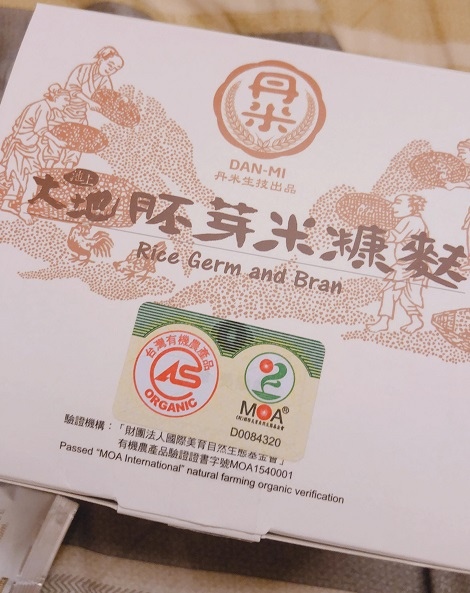 丹米
DAN-MI
丹米生技出品
大地胚芽米糠麩
Rice Germ and Bran
台灣有機農產品
AS
ORGANIC
MOA®
D0084320
驗證機構：「財團法人國際美育自然生態基金會」
有機農產品驗證證書字號MOA1540001
Passed "MOA International" natural farming organic verification